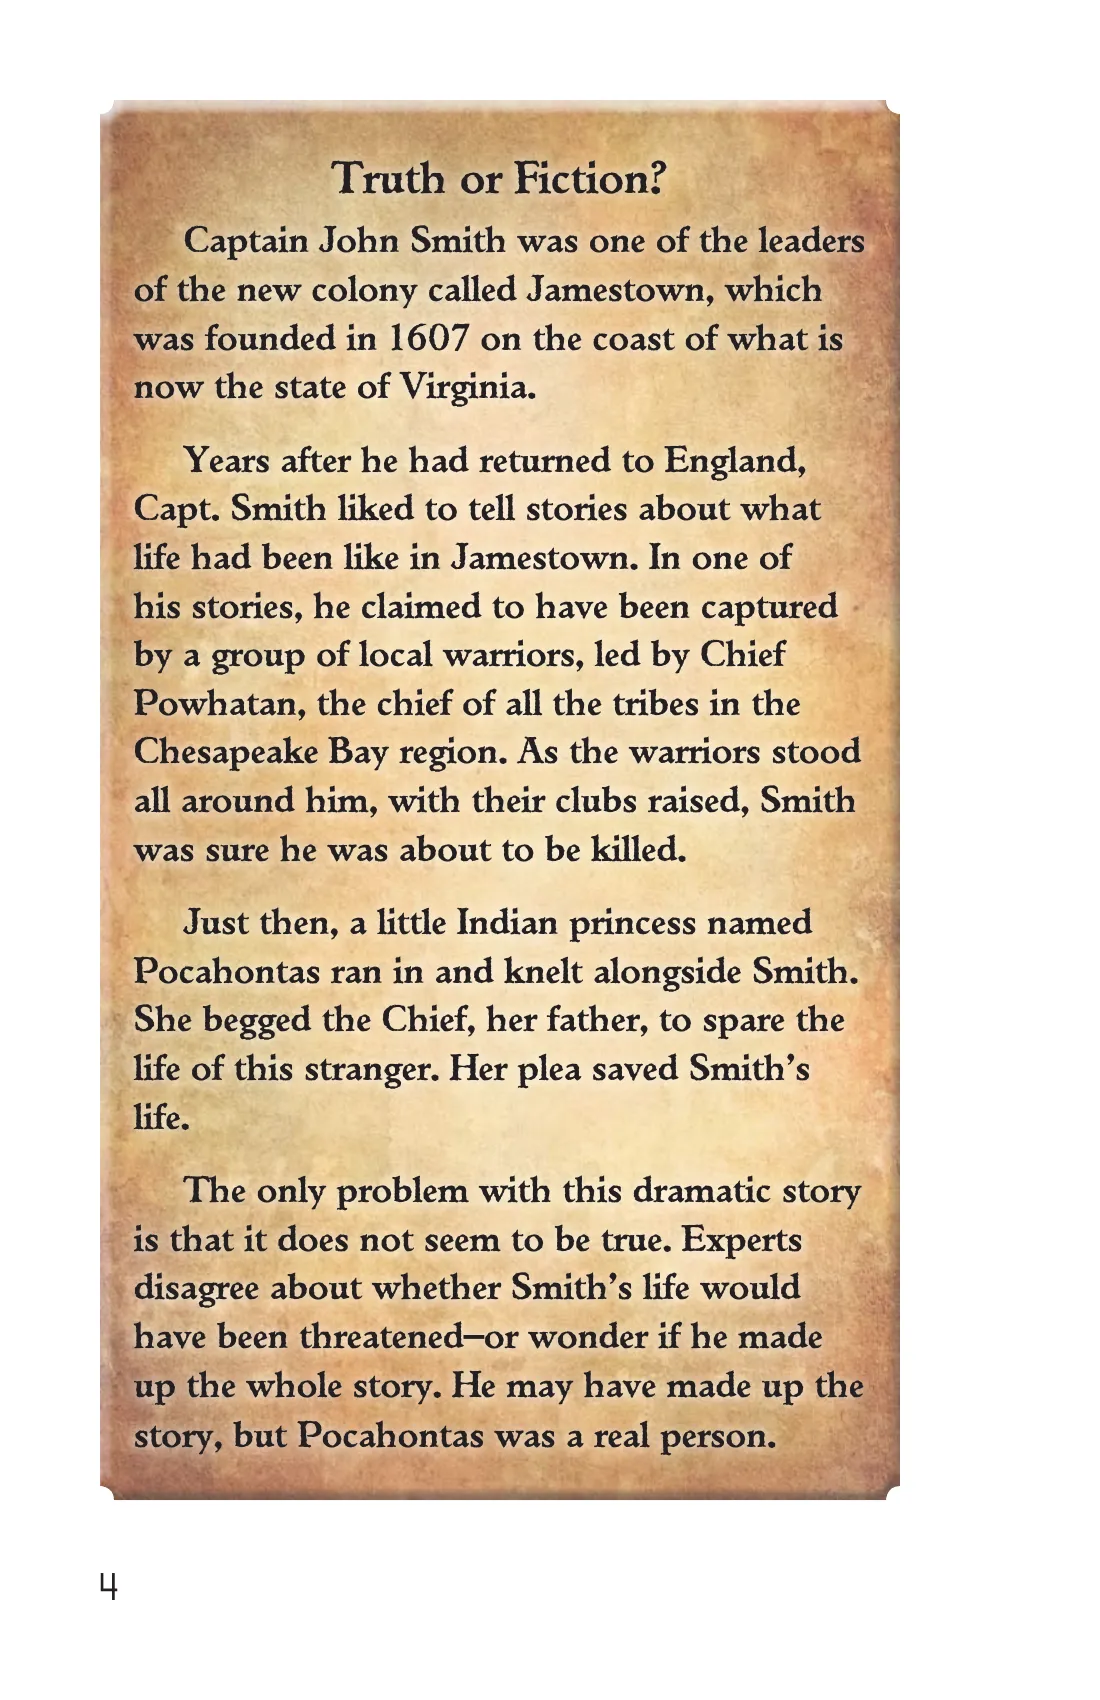 Truth or Fiction?
Captain John Smith was one of the leaders
of the new colony called Jamestown, which
was founded in 1607 on the coast of what is
now the state of Virginia.
Years after he had returned to England,
Capt. Smith liked to tell stories about what
life had been like in Jamestown. In one of
his stories, he claimed to have been captured
by a group of local warriors, led by Chief
Powhatan, the chief of all the tribes in the
Chesapeake Bay region. As the warriors stood
all around him, with their clubs raised, Smith
was sure he was about to be killed.
Just then, a little Indian princess named
Pocahontas ran in and knelt alongside Smith.
She begged the Chief, her father, to spare the
life of this stranger. Her plea saved Smith's
life.
The only problem with this dramatic story
is that it does not seem to be true. Experts
disagree about whether Smith's life would
have been threatened—or wonder if he made
up the whole story. He may have made up the
story, but Pocahontas was a real person.
4